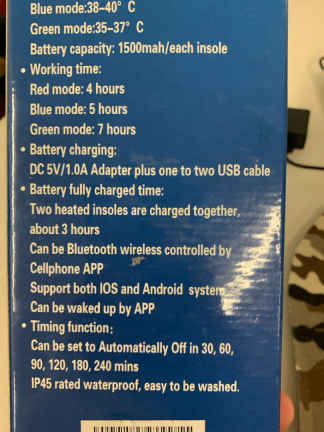 Blue mode:38–40° C
Green mode:35–37° C
Battery capacity: 1500mah/each insole
• Working time:
Red mode: 4 hours
Blue mode: 5 hours
Green mode: 7 hours
• Battery charging:
DC 5V/1.0A Adapter plus one to two USB cable
• Battery fully charged time:
Two heated insoles are charged together,
about 3 hours
Can be Bluetooth wireless controlled by
Cellphone APP
Support both IOS and Android system
Can be waked up by APP
• Timing function:
Can be set to Automatically Off in 30, 60,
90, 120, 180, 240 mins
IP45 rated waterproof, easy to be washed.